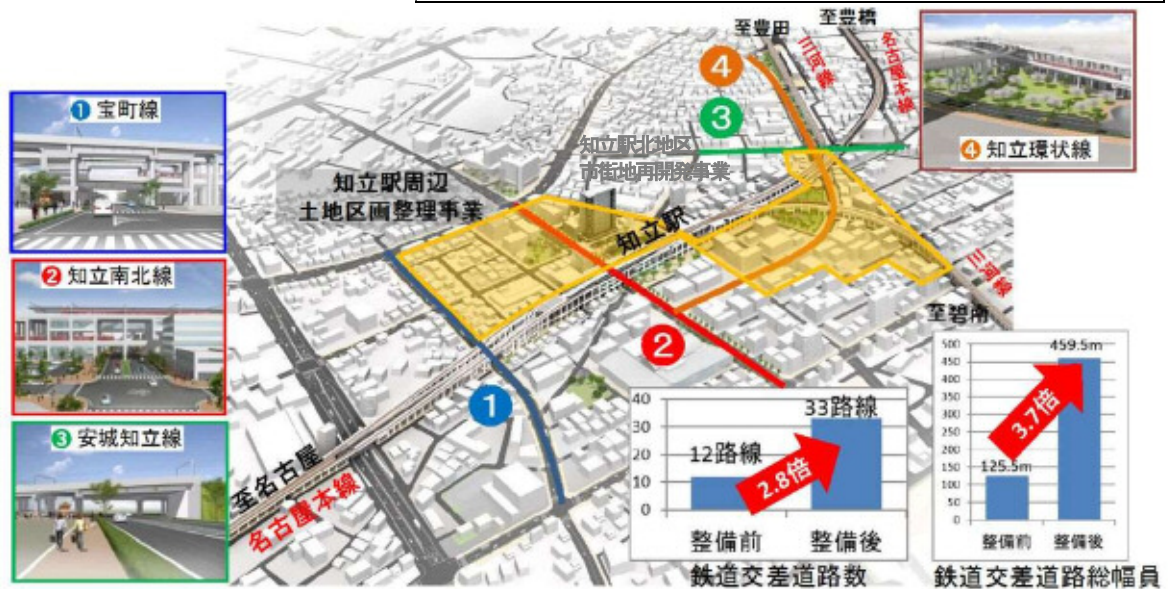 至豊田
至豊橋
三河線
名古屋本線
④
③
① 宝町線
④ 知立環状線
知立駅北地区
市街地再開発事業
知立駅周辺
土地区画整理事業
知立駅
② 知立南北線
三河線
至碧南
②
①
③ 安城知立線
至名古屋
名古屋本線
40
30
20
10
0
12路線
33路線
2.8倍
整備前
整備後
鉄道交差道路数
500
450
400
350
300
250
200
150
100
50
0
125.5m
459.5m
3.7倍
整備前
整備後
鉄道交差道路総幅員